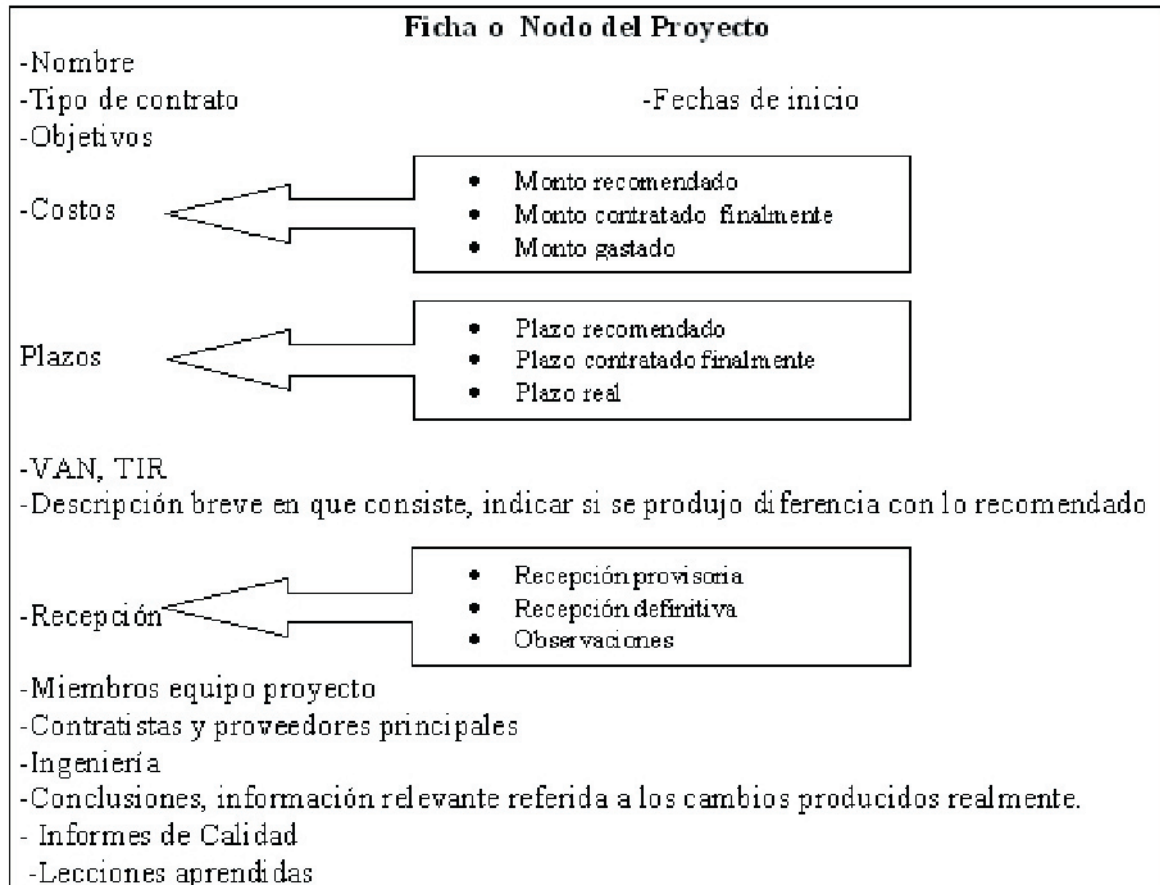 Ficha o Nodo del Proyecto
-Nombre
-Tipo de contrato -Fechas de inicio
-Objetivos
-Costos
• Monto recomendado
• Monto contratado finalmente
• Monto gastado
Plazos
• Plazo recomendado
• Plazo contratado finalmente
• Plazo real
-VAN, TIR
-Descripción breve en que consiste, indicar si se produjo diferencia con lo recomendado
-Recepción
• Recepción provisoria
• Recepción definitiva
• Observaciones
-Miembros equipo proyecto
-Contratistas y proveedores principales
-Ingeniería
-Conclusiones, información relevante referida a los cambios producidos realmente.
- Informes de Calidad
-Lecciones aprendidas